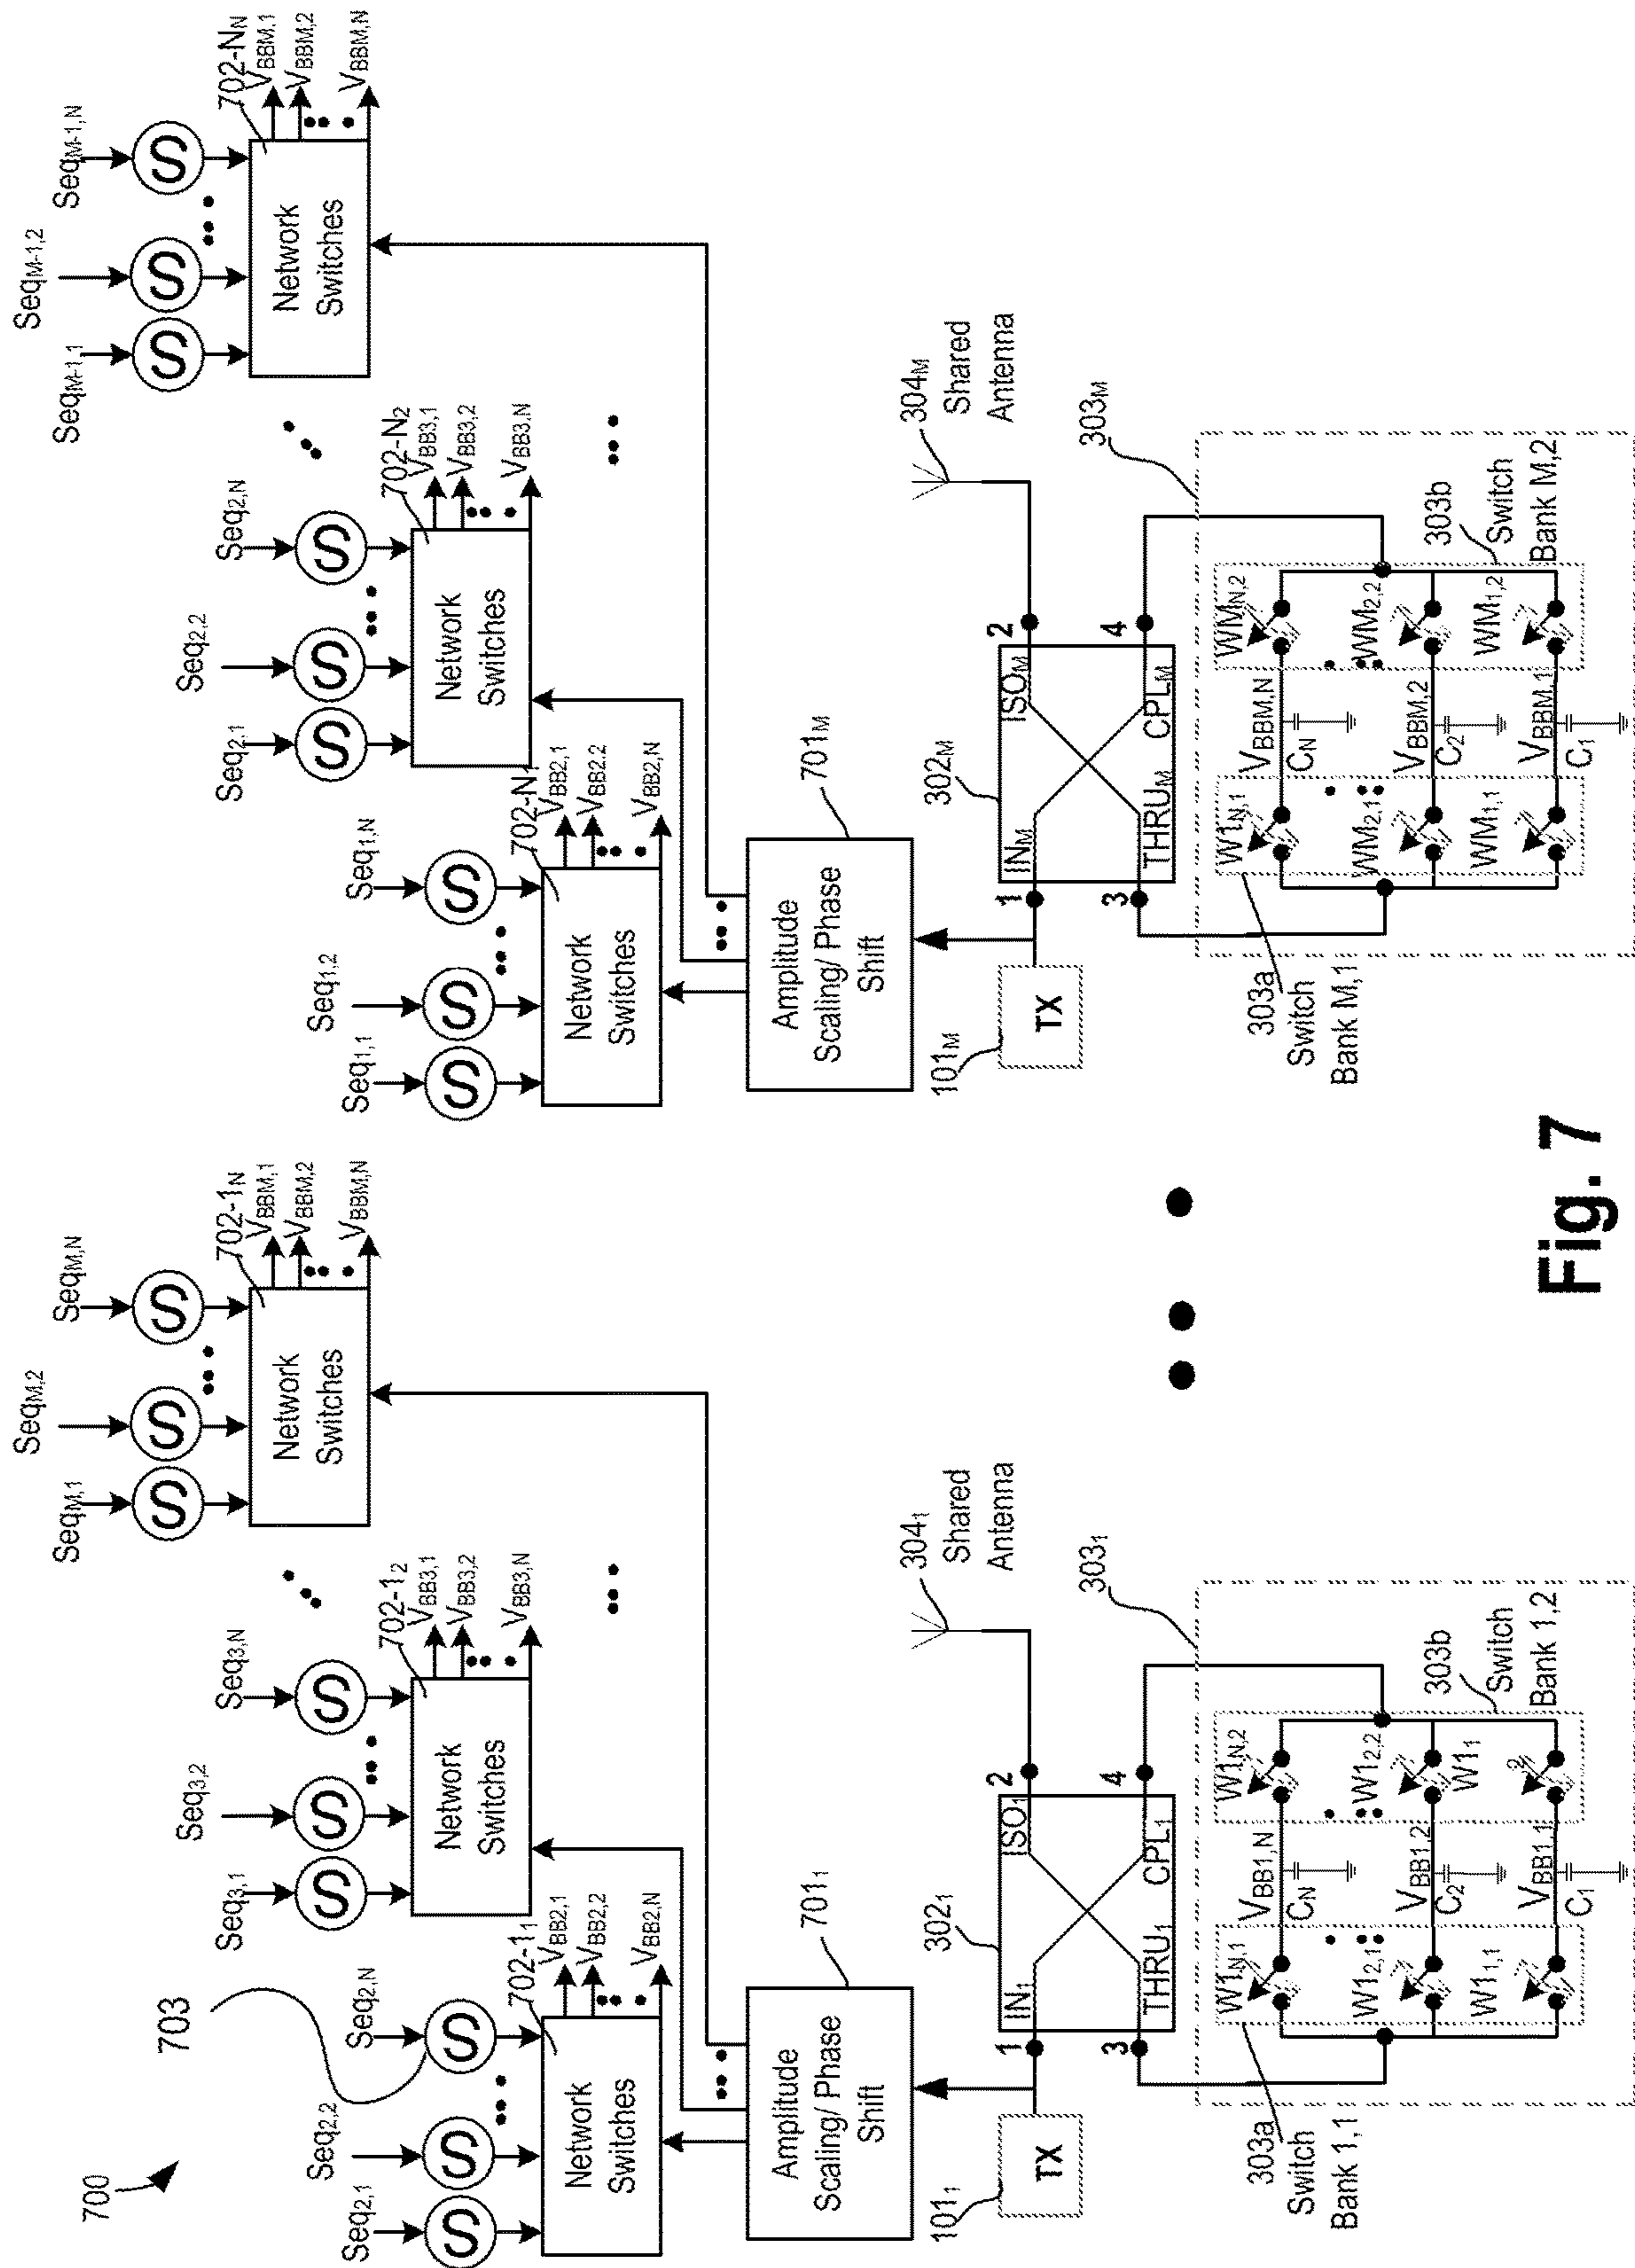 700
703
Seq2,1
Seq2,2
Seq2,N
S
S
S
Network
Switches
702-11
VBB2,1
VBB2,2
VBB2,N
Seq3,1
Seq3,2
Seq3,N
S
S
S
Network
Switches
702-12
VBB3,1
VBB3,2
VBB3,N
SeqM,1
SeqM,2
SeqM,N
S
S
S
Network
Switches
702-1N
VBBM,1
VBBM,2
VBBM,N
Amplitude
Scaling/ Phase
Shift
7011
TX
1011
1
2
3
4
IN1
ISO1
THRU1
CPL1
3021
3041
Shared
Antenna
3031
303a
Switch
Bank 1,1
303b
Switch
Bank 1,2
W1N,1
VBB1,N
CN
W1N,2
W12,1
VBB1,2
C2
W12,2
W11,1
VBB1,1
C1
W11
2
Seq1,1
Seq1,2
Seq1,N
S
S
S
Network
Switches
702-N1
VBB2,1
VBB2,2
VBB2,N
Seq2,1
Seq2,2
Seq2,N
S
S
S
Network
Switches
702-N2
VBB3,1
VBB3,2
VBB3,N
SeqM-1,1
SeqM-1,2
SeqM-1,N
S
S
S
Network
Switches
702-NN
VBBM,1
VBBM,2
VBBM,N
Amplitude
Scaling/ Phase
Shift
701M
TX
101M
1
2
3
4
INM
ISOM
THRUM
CPLM
302M
304M
Shared
Antenna
303M
303a
Switch
Bank M,1
303b
Switch
Bank M,2
W1N,1
VBBM,N
CN
WMN,2
WM2,1
VBBM,2
C2
WM2,2
WM1,1
VBBM,1
C1
WM1,2
Fig. 7